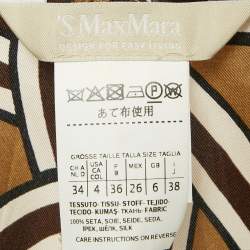 'S MaxMara
DESIGN FOR EASY LIVING
あて布使用
GRÖSSE TAILLE TALLA SIZE TAGLIA
CH A USA F MEX GB I
N L D CA B J
34 4 36 26 6 38
TESSUTO-TISSU-STOFF-TEJIDO
TECIDO-KUMAŞ-ТКАНЬ FABRIC
100% SETA, SOIE, SEIDE, SEDA,
IPEK, ШЁЛК, SILK
CARE INSTRUCTIONS ON REVERSE